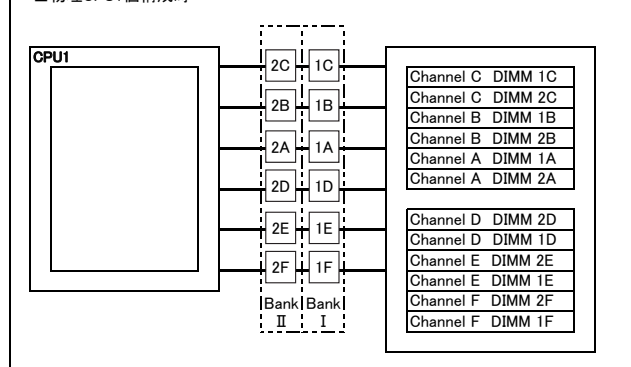 CPU1
2C 1C
2B 1B
2A 1A
2D 1D
2E 1E
2F 1F
Bank Bank
Ⅱ Ⅰ
Channel C DIMM 1C
Channel C DIMM 2C
Channel B DIMM 1B
Channel B DIMM 2B
Channel A DIMM 1A
Channel A DIMM 2A
Channel D DIMM 2D
Channel D DIMM 1D
Channel E DIMM 2E
Channel E DIMM 1E
Channel F DIMM 2F
Channel F DIMM 1F